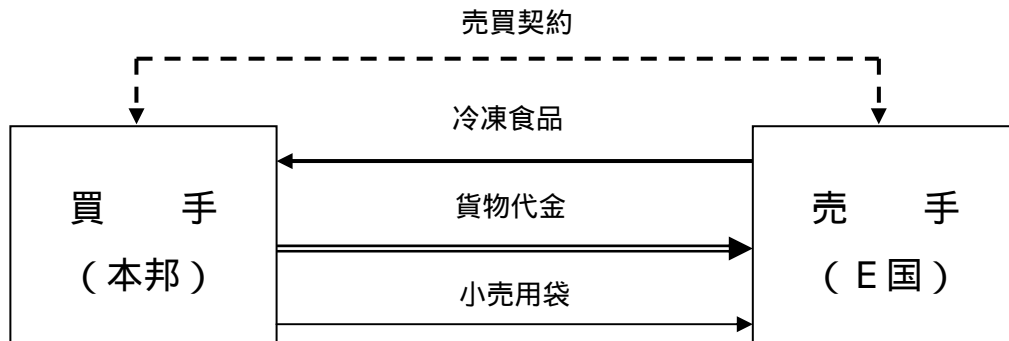 売買契約
冷凍食品
買 手
(本邦)
貨物代金
売 手
(E国)
小売用袋